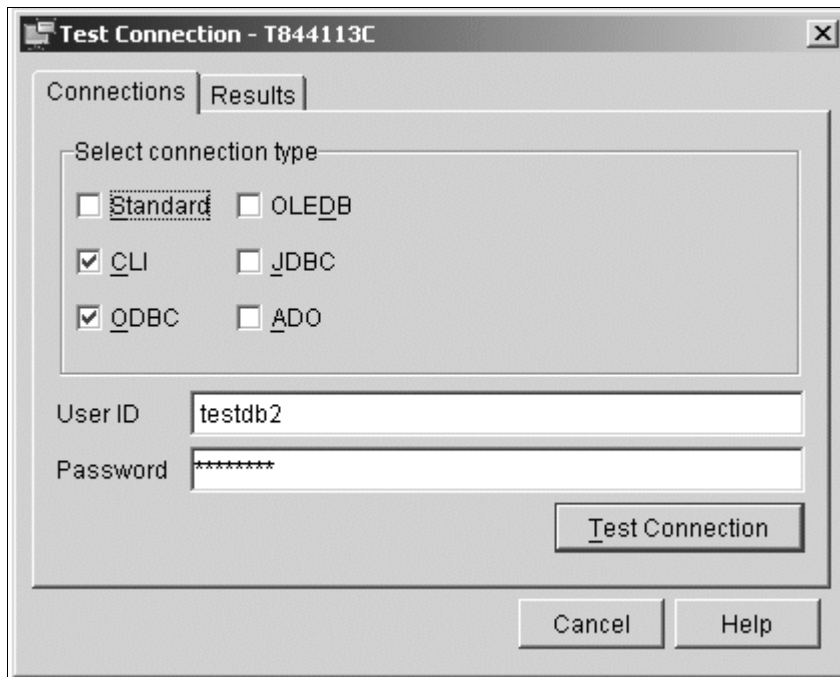 Test Connection - T844113C
Connections Results
Select connection type
Standard OLEDB
CLI JDBC
ODBC ADO
User ID testdb2
Password ********
Test Connection
Cancel Help